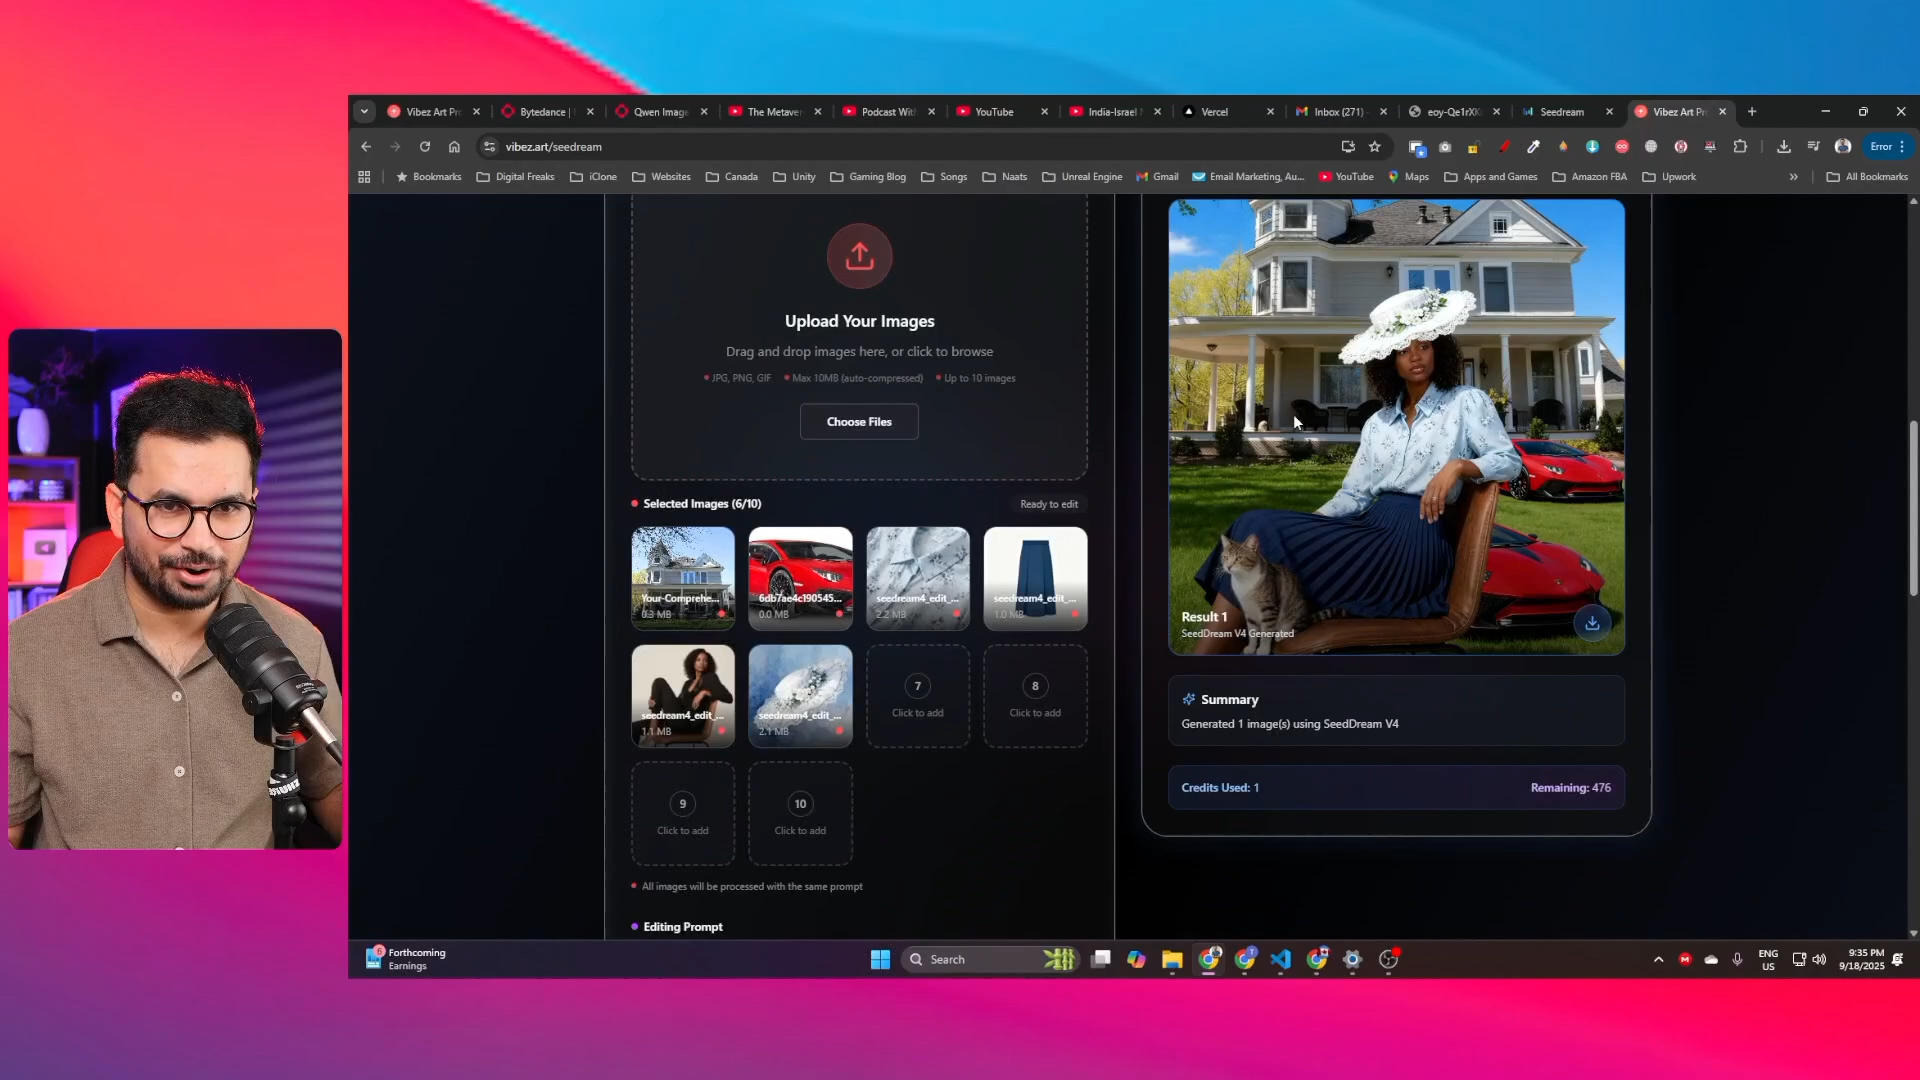 Vibez Art Pr
Bytedance |
Qwen Image
The Metaver
Podcast With
YouTube
India-Israel
Vercel
Inbox (271) -
Seedream
Vibez Art Pr
vibez.art/seedream
Error
Bookmarks
Digital Freaks
iClone
Websites
Canada
Unity
Gaming Blog
Songs
Naats
Unreal Engine
Gmail
Email Marketing, Au...
YouTube
Maps
Apps and Games
Amazon FBA
Upwork
»
All Bookmarks
Upload Your Images
Drag and drop images here, or click to browse
JPG, PNG, GIF
Max 10MB (auto-compressed)
Up to 10 images
Choose Files
Selected Images (6/10)
Ready to edit
Your-Comprehe...
0.3 MB
6db7ae4c190545...
0.0 MB
seedream4_edit_...
2.2 MB
seedream4_edit_...
1.0 MB
seedream4_edit_...
1.1 MB
seedream4_edit_...
2.1 MB
7
Click to add
8
Click to add
9
Click to add
10
Click to add
All images will be processed with the same prompt
Editing Prompt
Result 1
SeedDream V4 Generated
Summary
Generated 1 image(s) using SeedDream V4
Credits Used: 1
Remaining: 476
Forthcoming
Earnings
Search
ENG
US
9:35 PM
9/18/2025